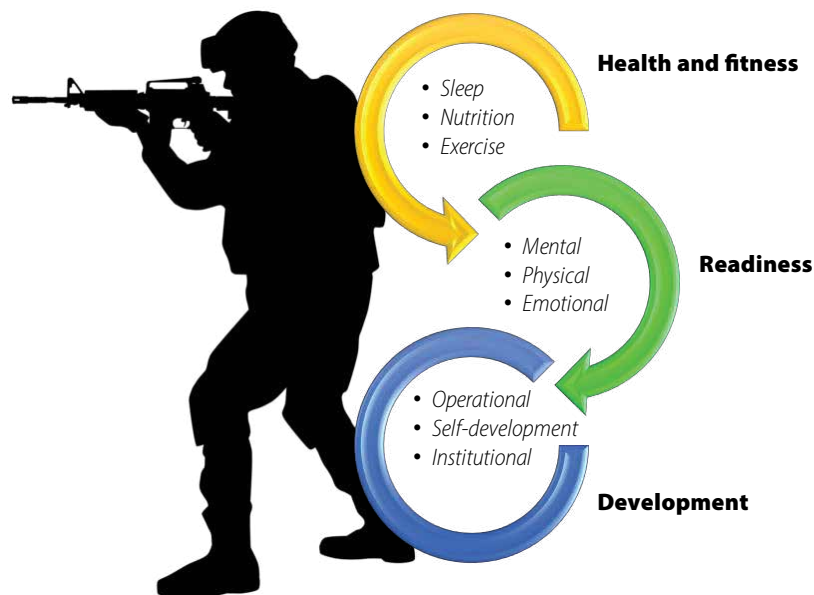 Health and fitness
• Sleep
• Nutrition
• Exercise
Readiness
• Mental
• Physical
• Emotional
• Operational
• Self-development
• Institutional
Development